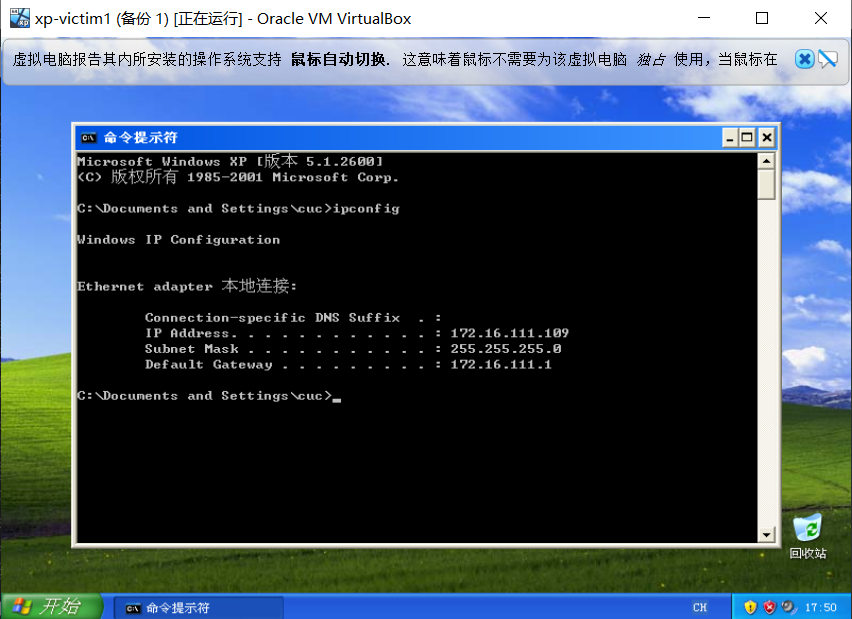 xp-victim1 (备份 1) [正在运行] - Oracle VM VirtualBox
虚拟电脑报告其内所安装的操作系统支持 鼠标自动切换. 这意味着鼠标不需要为该虚拟电脑 独占 使用，当鼠标在
命令提示符
Microsoft Windows XP [版本 5.1.2600]
(C) 版权所有 1985-2001 Microsoft Corp.
C:\Documents and Settings\cuc>ipconfig
Windows IP Configuration
Ethernet adapter 本地连接:
Connection-specific DNS Suffix  . :
IP Address. . . . . . . . . . . . : 172.16.111.109
Subnet Mask . . . . . . . . . . . : 255.255.255.0
Default Gateway . . . . . . . . . : 172.16.111.1
C:\Documents and Settings\cuc>_
回收站
开始 命令提示符 CH 17:50